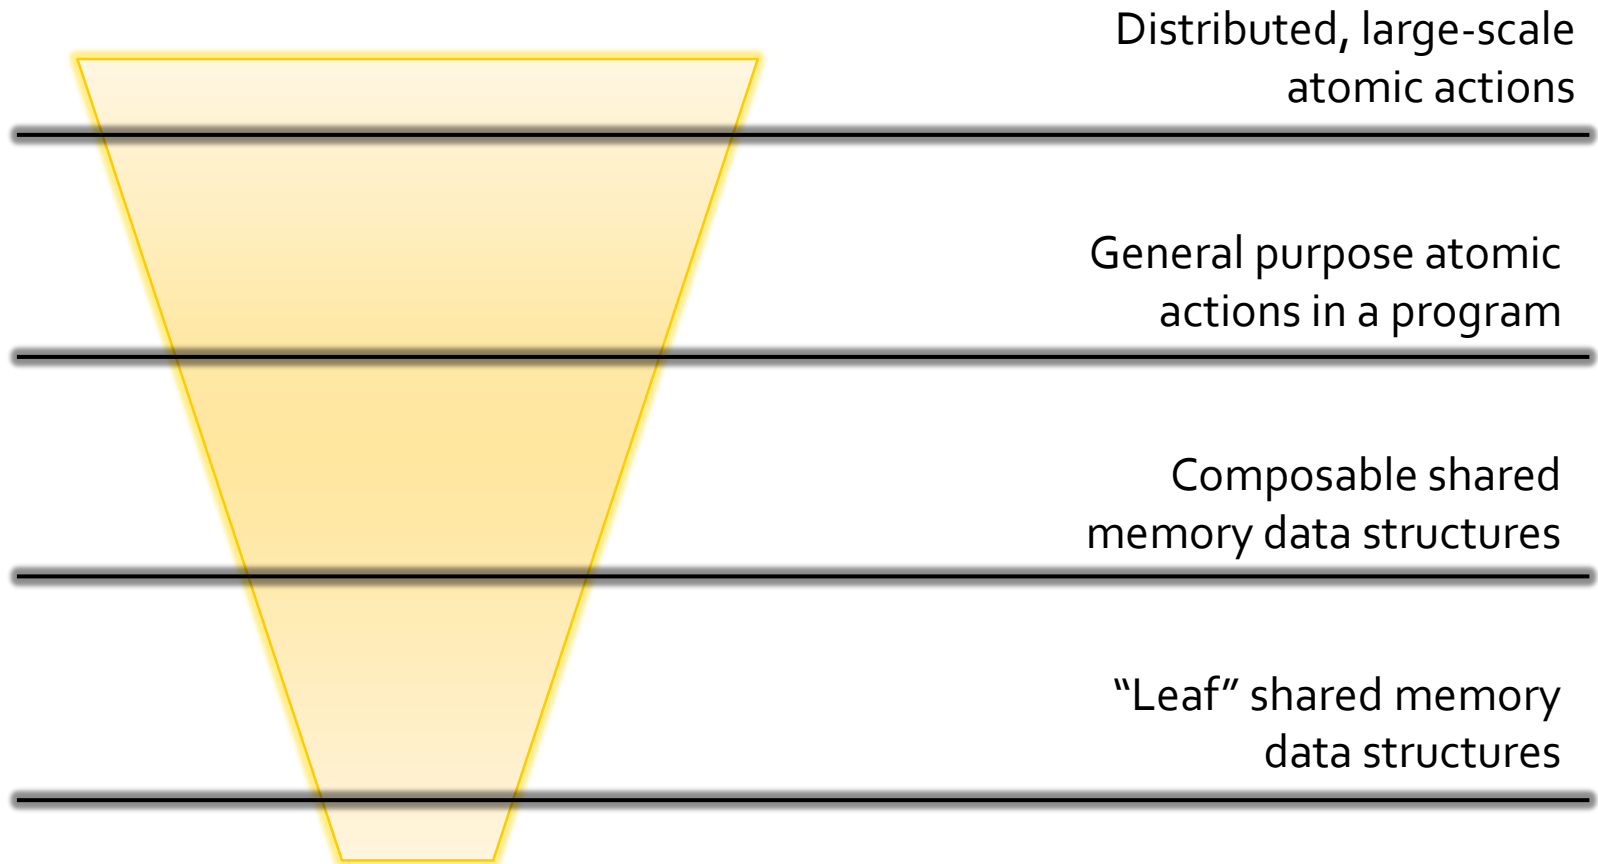 Distributed, large-scale
atomic actions
General purpose atomic
actions in a program
Composable shared
memory data structures
“Leaf” shared memory
data structures